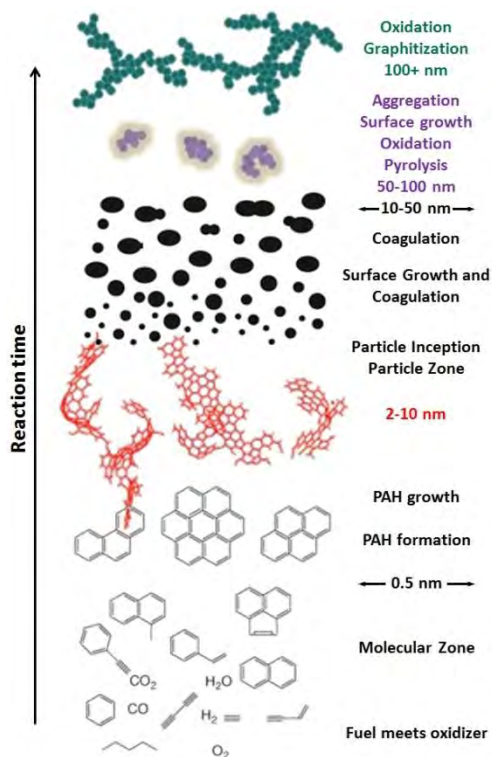 Oxidation
Graphitization
100+ nm
Aggregation
Surface growth
Oxidation
Pyrolysis
50-100 nm
10-50 nm
Coagulation
Surface Growth and
Coagulation
Particle Inception
Particle Zone
2-10 nm
PAH growth
PAH formation
0.5 nm
Molecular Zone
Fuel meets oxidizer
Reaction time
CO2
H2O
CO
H2
O2